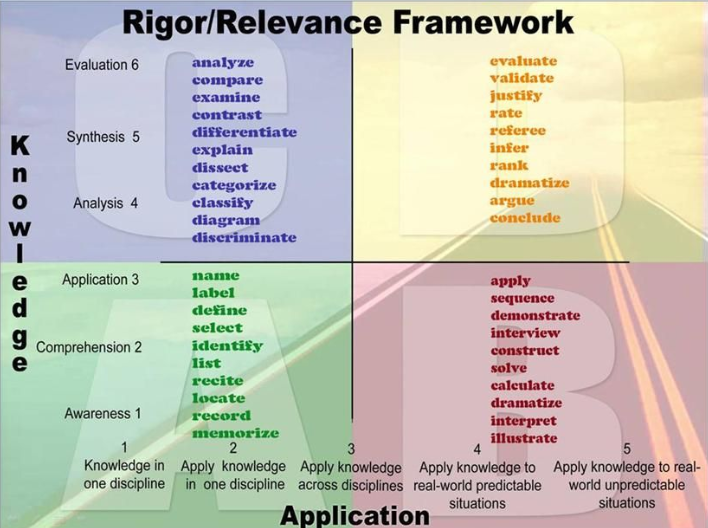 Rigor/Relevance Framework
Knowledge
Evaluation 6
Synthesis 5
Analysis 4
Application 3
Comprehension 2
Awareness 1
C
analyze
compare
examine
contrast
differentiate
explain
dissect
categorize
classify
diagram
discriminate
D
evaluate
validate
justify
rate
referee
infer
rank
dramatize
argue
conclude
A
name
label
define
select
identify
list
recite
locate
record
memorize
B
apply
sequence
demonstrate
interview
construct
solve
calculate
dramatize
interpret
illustrate
1
Knowledge in
one discipline
2
Apply knowledge
in one discipline
3
Apply knowledge
across disciplines
4
Apply knowledge to
real-world predictable
situations
5
Apply knowledge to real-
world unpredictable
situations
Application